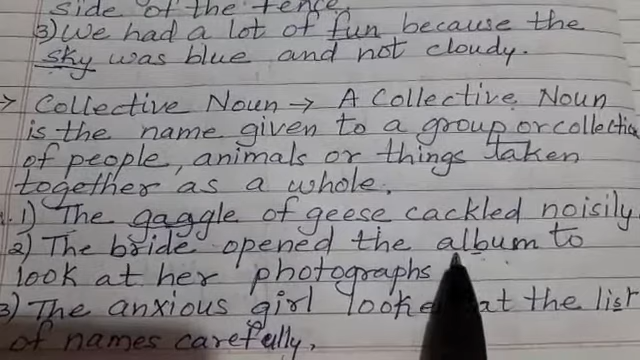 side of the fence.
3) We had a lot of fun because the
sky was blue and not cloudy.
→ Collective Noun → A Collective Noun
is the name given to a group or collectio
of people, animals or things taken
together as a whole.
1) The gaggle of geese cackled noisily
2) The bride opened the album to
look at her photographs
3) The anxious girl looke at the list
of names carefully.